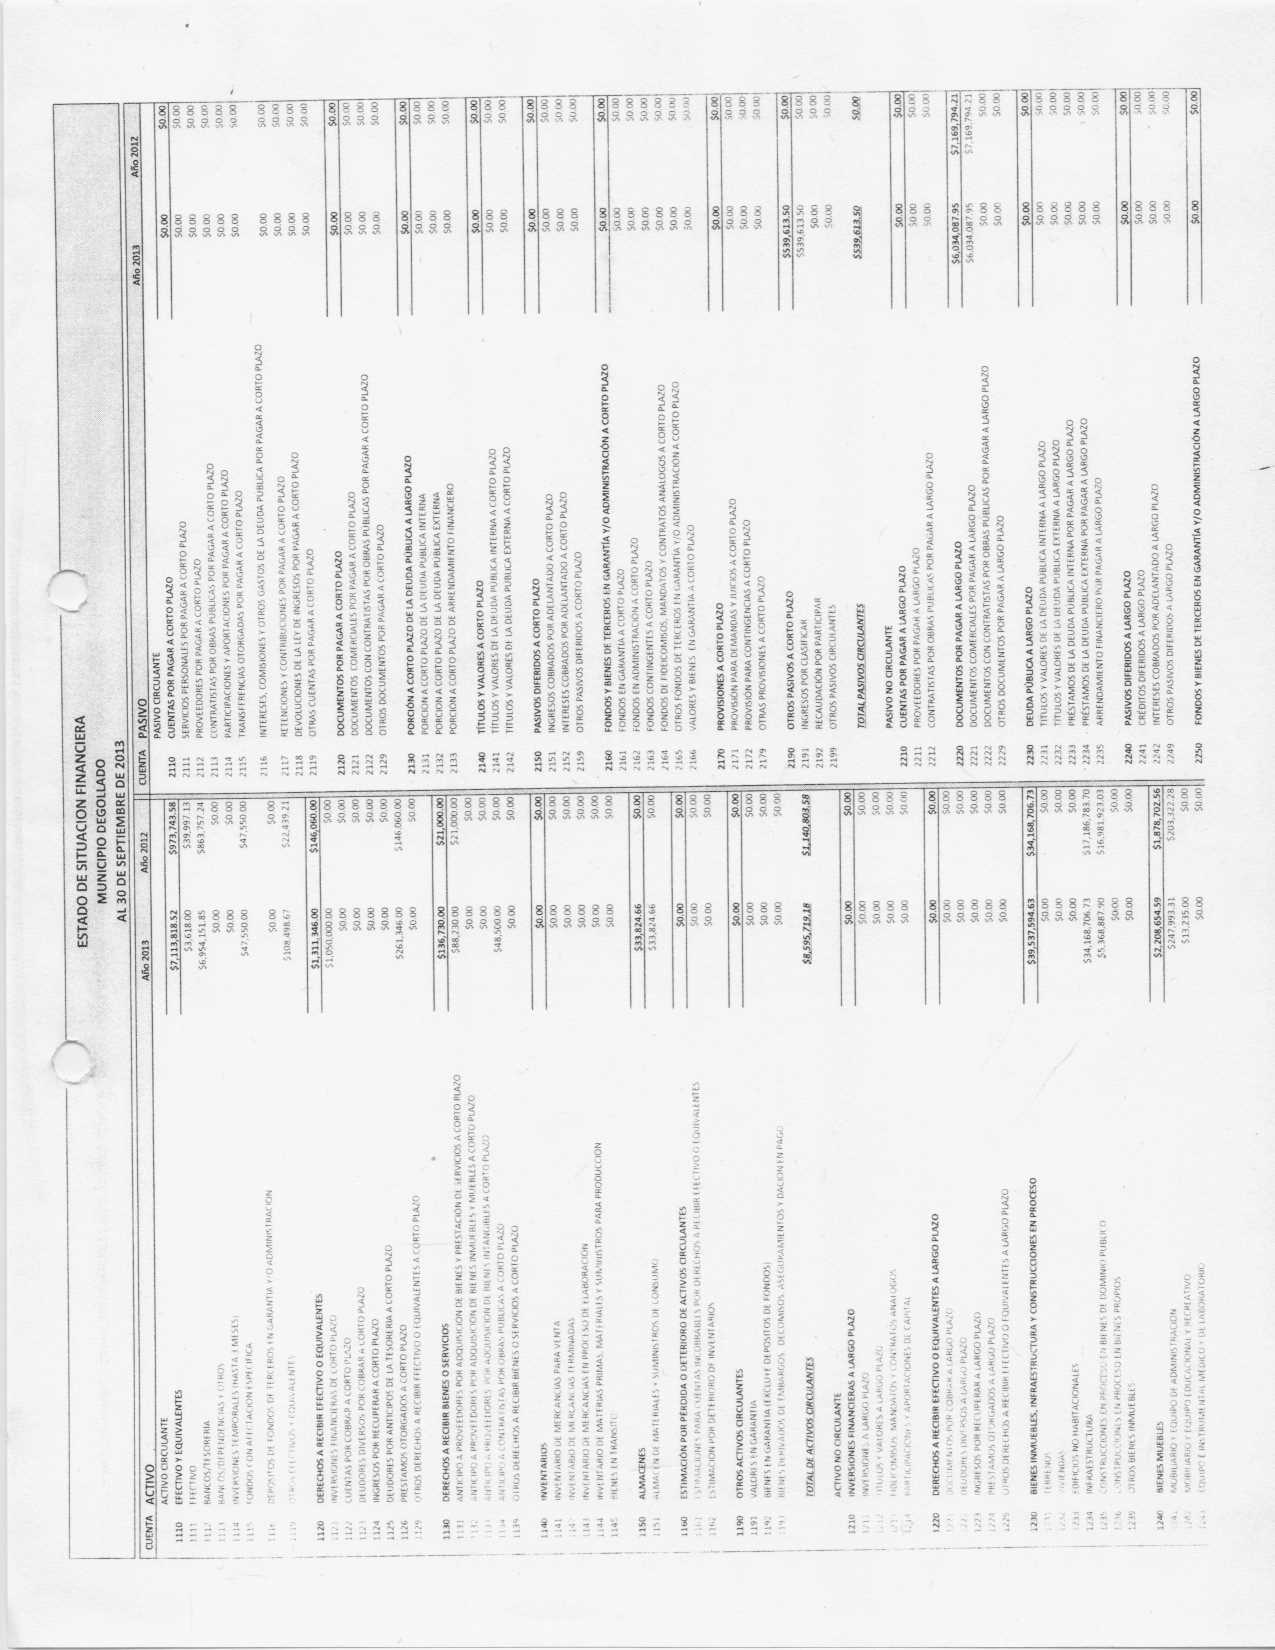 ESTADO DE SITUACION FINANCIERA
MUNICIPIO DEGOLLADO
AL 30 DE SEPTIEMBRE DE 2013
CUENTA ACTIVO Año 2013 Año 2012
ACTIVO CIRCULANTE
1110 EFECTIVO Y EQUIVALENTES $7,113,818.52 $973,743.58
1111 EFECTIVO $3,618.00 $39,997.13
1112 BANCOS/TESORERIA $6,954,151.85 $863,757.24
1113 BANCOS/DEPENDENCIAS Y OTROS $0.00 $0.00
1114 INVERSIONES TEMPORALES (HASTA 3 MESES) $0.00 $0.00
1115 FONDOS CON AFECTACION ESPECIFICA $47,550.00 $47,550.00
1116 DEPOSITOS DE FONDOS DE TERCEROS EN GARANTIA Y/O ADMINISTRACION $0.00 $0.00
1119 OTROS EFECTIVOS Y EQUIVALENTES $108,498.67 $22,439.21
1120 DERECHOS A RECIBIR EFECTIVO O EQUIVALENTES $1,311,346.00 $146,060.00
1121 INVERSIONES FINANCIERAS DE CORTO PLAZO $1,050,000.00 $0.00
1122 CUENTAS POR COBRAR A CORTO PLAZO $0.00 $0.00
1123 DEUDORES DIVERSOS POR COBRAR A CORTO PLAZO $0.00 $0.00
1124 INGRESOS POR RECUPERAR A CORTO PLAZO $0.00 $0.00
1125 DEUDORES POR ANTICIPOS DE LA TESORERIA A CORTO PLAZO $0.00 $0.00
1126 PRESTAMOS OTORGADOS A CORTO PLAZO $261,346.00 $146,060.00
1129 OTROS DERECHOS A RECIBIR EFECTIVO O EQUIVALENTES A CORTO PLAZO $0.00 $0.00
1130 DERECHOS A RECIBIR BIENES O SERVICIOS $136,730.00 $21,000.00
1131 ANTICIPO A PROVEEDORES POR ADQUISICION DE BIENES Y PRESTACION DE SERVICIOS A CORTO PLAZO $88,230.00 $21,000.00
1132 ANTICIPO A PROVEEDORES POR ADQUISICION DE BIENES INMUEBLES Y MUEBLES A CORTO PLAZO $0.00 $0.00
1133 ANTICIPO A PROVEEDORES POR ADQUISICION DE BIENES INTANGIBLES A CORTO PLAZO $0.00 $0.00
1134 ANTICIPO A CONTRATISTAS POR OBRAS PUBLICAS A CORTO PLAZO $48,500.00 $0.00
1139 OTROS DERECHOS A RECIBIR BIENES O SERVICIOS A CORTO PLAZO $0.00 $0.00
1140 INVENTARIOS $0.00 $0.00
1141 INVENTARIO DE MERCANCIAS PARA VENTA $0.00 $0.00
1142 INVENTARIO DE MERCANCIAS TERMINADAS $0.00 $0.00
1143 INVENTARIO DE MERCANCIAS EN PROCESO DE ELABORACION $0.00 $0.00
1144 INVENTARIO DE MATERIAS PRIMAS, MATERIALES Y SUMINISTROS PARA PRODUCCION $0.00 $0.00
1145 BIENES EN TRANSITO $0.00 $0.00
1150 ALMACENES $33,824.66 $0.00
1151 ALMACEN DE MATERIALES Y SUMINISTROS DE CONSUMO $33,824.66 $0.00
1160 ESTIMACIÓN POR PERDIDA O DETERIORO DE ACTIVOS CIRCULANTES $0.00 $0.00
1161 ESTIMACIONES PARA CUENTAS INCOBRABLES POR DERECHOS A RECIBIR EFECTIVO O EQUIVALENTES $0.00 $0.00
1162 ESTIMACION POR DETERIORO DE INVENTARIOS $0.00 $0.00
1190 OTROS ACTIVOS CIRCULANTES $0.00 $0.00
1191 VALORES EN GARANTIA $0.00 $0.00
1192 BIENES EN GARANTIA (EXCLUYE DEPOSITOS DE FONDOS) $0.00 $0.00
1193 BIENES DERIVADOS DE EMBARGOS, DECOMISOS, ASEGURAMIENTOS Y DACION EN PAGO $0.00 $0.00
TOTAL DE ACTIVOS CIRCULANTES $8,595,719.18 $1,140,803.58
ACTIVO NO CIRCULANTE
1210 INVERSIONES FINANCIERAS A LARGO PLAZO $0.00 $0.00
1211 INVERSIONES A LARGO PLAZO $0.00 $0.00
1212 TITULOS Y VALORES A LARGO PLAZO $0.00 $0.00
1213 FIDEICOMISOS, MANDATOS Y CONTRATOS ANALOGOS $0.00 $0.00
1214 PARTICIPACIONES Y APORTACIONES DE CAPITAL $0.00 $0.00
1220 DERECHOS A RECIBIR EFECTIVO O EQUIVALENTES A LARGO PLAZO $0.00 $0.00
1221 DOCUMENTOS POR COBRAR A LARGO PLAZO $0.00 $0.00
1222 DEUDORES DIVERSOS A LARGO PLAZO $0.00 $0.00
1223 INGRESOS POR RECUPERAR A LARGO PLAZO $0.00 $0.00
1224 PRESTAMOS OTORGADOS A LARGO PLAZO $0.00 $0.00
1229 OTROS DERECHOS A RECIBIR EFECTIVO O EQUIVALENTES A LARGO PLAZO $0.00 $0.00
1230 BIENES INMUEBLES, INFRAESTRUCTURA Y CONSTRUCCIONES EN PROCESO $39,537,594.63 $34,168,706.73
1231 TERRENOS $0.00 $0.00
1232 VIVIENDAS $0.00 $0.00
1233 EDIFICIOS NO HABITACIONALES $0.00 $0.00
1234 INFRAESTRUCTURA $34,168,706.73 $17,186,783.70
1235 CONSTRUCCIONES EN PROCESO EN BIENES DE DOMINIO PUBLICO $5,368,887.90 $16,981,923.03
1236 CONSTRUCCIONES EN PROCESO EN BIENES PROPIOS $0.00 $0.00
1239 OTROS BIENES INMUEBLES $0.00 $0.00
1240 BIENES MUEBLES $2,208,654.59 $1,878,702.56
1241 MOBILIARIO Y EQUIPO DE ADMINISTRACION $247,993.31 $203,322.28
1242 MOBILIARIO Y EQUIPO EDUCACIONAL Y RECREATIVO $13,235.00 $0.00
1243 EQUIPO E INSTRUMENTAL MEDICO Y DE LABORATORIO $0.00 $0.00
CUENTA PASIVO Año 2013 Año 2012
PASIVO CIRCULANTE
2110 CUENTAS POR PAGAR A CORTO PLAZO $0.00 $0.00
2111 SERVICIOS PERSONALES POR PAGAR A CORTO PLAZO $0.00 $0.00
2112 PROVEEDORES POR PAGAR A CORTO PLAZO $0.00 $0.00
2113 CONTRATISTAS POR OBRAS PUBLICAS POR PAGAR A CORTO PLAZO $0.00 $0.00
2114 PARTICIPACIONES Y APORTACIONES POR PAGAR A CORTO PLAZO $0.00 $0.00
2115 TRANSFERENCIAS OTORGADAS POR PAGAR A CORTO PLAZO $0.00 $0.00
2116 INTERESES, COMISIONES Y OTROS GASTOS DE LA DEUDA PUBLICA POR PAGAR A CORTO PLAZO $0.00 $0.00
2117 RETENCIONES Y CONTRIBUCIONES POR PAGAR A CORTO PLAZO $0.00 $0.00
2118 DEVOLUCIONES DE LA LEY DE INGRESOS POR PAGAR A CORTO PLAZO $0.00 $0.00
2119 OTRAS CUENTAS POR PAGAR A CORTO PLAZO $0.00 $0.00
2120 DOCUMENTOS POR PAGAR A CORTO PLAZO $0.00 $0.00
2121 DOCUMENTOS COMERCIALES POR PAGAR A CORTO PLAZO $0.00 $0.00
2122 DOCUMENTOS CON CONTRATISTAS POR OBRAS PUBLICAS POR PAGAR A CORTO PLAZO $0.00 $0.00
2129 OTROS DOCUMENTOS POR PAGAR A CORTO PLAZO $0.00 $0.00
2130 PORCIÓN A CORTO PLAZO DE LA DEUDA PÚBLICA A LARGO PLAZO $0.00 $0.00
2131 PORCION A CORTO PLAZO DE LA DEUDA PUBLICA INTERNA $0.00 $0.00
2132 PORCION A CORTO PLAZO DE LA DEUDA PUBLICA EXTERNA $0.00 $0.00
2133 PORCION A CORTO PLAZO DE ARRENDAMIENTO FINANCIERO $0.00 $0.00
2140 TÍTULOS Y VALORES A CORTO PLAZO $0.00 $0.00
2141 TITULOS Y VALORES DE LA DEUDA PUBLICA INTERNA A CORTO PLAZO $0.00 $0.00
2142 TITULOS Y VALORES DE LA DEUDA PUBLICA EXTERNA A CORTO PLAZO $0.00 $0.00
2150 PASIVOS DIFERIDOS A CORTO PLAZO $0.00 $0.00
2151 INGRESOS COBRADOS POR ADELANTADO A CORTO PLAZO $0.00 $0.00
2152 INTERESES COBRADOS POR ADELANTADO A CORTO PLAZO $0.00 $0.00
2159 OTROS PASIVOS DIFERIDOS A CORTO PLAZO $0.00 $0.00
2160 FONDOS Y BIENES DE TERCEROS EN GARANTÍA Y/O ADMINISTRACIÓN A CORTO PLAZO $0.00 $0.00
2161 FONDOS EN GARANTIA A CORTO PLAZO $0.00 $0.00
2162 FONDOS EN ADMINISTRACION A CORTO PLAZO $0.00 $0.00
2163 FONDOS CONTINGENTES A CORTO PLAZO $0.00 $0.00
2164 FONDOS DE FIDEICOMISOS, MANDATOS Y CONTRATOS ANALOGOS A CORTO PLAZO $0.00 $0.00
2165 OTROS FONDOS DE TERCEROS EN GARANTIA Y/O ADMINISTRACION A CORTO PLAZO $0.00 $0.00
2166 VALORES Y BIENES EN GARANTIA A CORTO PLAZO $0.00 $0.00
2170 PROVISIONES A CORTO PLAZO $0.00 $0.00
2171 PROVISION PARA DEMANDAS Y JUICIOS A CORTO PLAZO $0.00 $0.00
2172 PROVISION PARA CONTINGENCIAS A CORTO PLAZO $0.00 $0.00
2179 OTRAS PROVISIONES A CORTO PLAZO $0.00 $0.00
2190 OTROS PASIVOS A CORTO PLAZO $539,613.50 $0.00
2191 INGRESOS POR CLASIFICAR $539,613.50 $0.00
2192 RECAUDACION POR PARTICIPAR $0.00 $0.00
2199 OTROS PASIVOS CIRCULANTES $0.00 $0.00
TOTAL PASIVOS CIRCULANTES $539,613.50 $0.00
PASIVO NO CIRCULANTE
2210 CUENTAS POR PAGAR A LARGO PLAZO $0.00 $0.00
2211 PROVEEDORES POR PAGAR A LARGO PLAZO $0.00 $0.00
2212 CONTRATISTAS POR OBRAS PUBLICAS POR PAGAR A LARGO PLAZO $0.00 $0.00
2220 DOCUMENTOS POR PAGAR A LARGO PLAZO $6,034,087.95 $7,169,794.21
2221 DOCUMENTOS COMERCIALES POR PAGAR A LARGO PLAZO $6,034,087.95 $7,169,794.21
2222 DOCUMENTOS CON CONTRATISTAS POR OBRAS PUBLICAS POR PAGAR A LARGO PLAZO $0.00 $0.00
2229 OTROS DOCUMENTOS POR PAGAR A LARGO PLAZO $0.00 $0.00
2230 DEUDA PÚBLICA A LARGO PLAZO $0.00 $0.00
2231 TITULOS Y VALORES DE LA DEUDA PUBLICA INTERNA A LARGO PLAZO $0.00 $0.00
2232 TITULOS Y VALORES DE LA DEUDA PUBLICA EXTERNA A LARGO PLAZO $0.00 $0.00
2233 PRESTAMOS DE LA DEUDA PUBLICA INTERNA POR PAGAR A LARGO PLAZO $0.00 $0.00
2234 PRESTAMOS DE LA DEUDA PUBLICA EXTERNA POR PAGAR A LARGO PLAZO $0.00 $0.00
2235 ARRENDAMIENTO FINANCIERO POR PAGAR A LARGO PLAZO $0.00 $0.00
2240 PASIVOS DIFERIDOS A LARGO PLAZO $0.00 $0.00
2241 CRÉDITOS DIFERIDOS A LARGO PLAZO $0.00 $0.00
2242 INTERESES COBRADOS POR ADELANTADO A LARGO PLAZO $0.00 $0.00
2249 OTROS PASIVOS DIFERIDOS A LARGO PLAZO $0.00 $0.00
2250 FONDOS Y BIENES DE TERCEROS EN GARANTÍA Y/O ADMINISTRACIÓN A LARGO PLAZO $0.00 $0.00